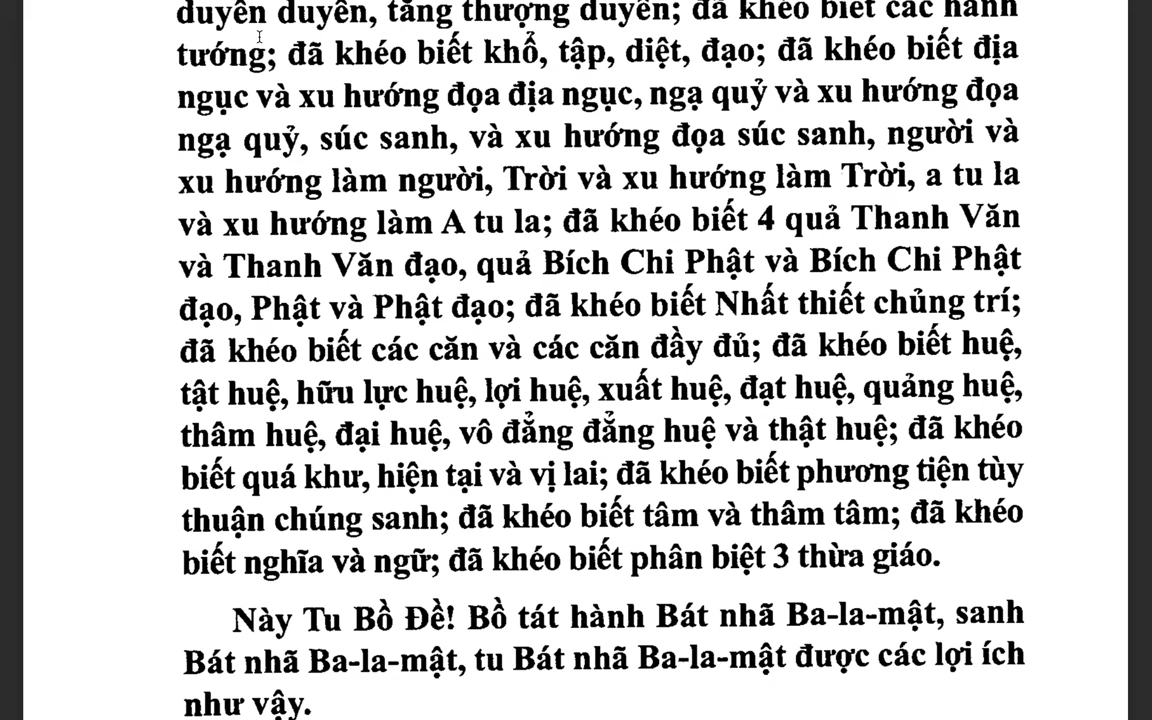 duyên duyên, tăng thượng duyên; đã khéo biết các hành
tướng; đã khéo biết khổ, tập, diệt, đạo; đã khéo biết địa
ngục và xu hướng đọa địa ngục, ngạ quỷ và xu hướng đọa
ngạ quỷ, súc sanh, và xu hướng đọa súc sanh, người và
xu hướng làm người, Trời và xu hướng làm Trời, a tu la
và xu hướng làm A tu la; đã khéo biết 4 quả Thanh Văn
và Thanh Văn đạo, quả Bích Chi Phật và Bích Chi Phật
đạo, Phật và Phật đạo; đã khéo biết Nhất thiết chủng trí;
đã khéo biết các căn và các căn đầy đủ; đã khéo biết huệ,
tật huệ, hữu lực huệ, lợi huệ, xuất huệ, đạt huệ, quảng huệ,
thâm huệ, đại huệ, vô đẳng đẳng huệ và thật huệ; đã khéo
biết quá khư, hiện tại và vị lai; đã khéo biết phương tiện tùy
thuận chúng sanh; đã khéo biết tâm và thâm tâm; đã khéo
biết nghĩa và ngữ; đã khéo biết phân biệt 3 thừa giáo.
Này Tu Bồ Đề! Bồ tát hành Bát nhã Ba-la-mật, sanh
Bát nhã Ba-la-mật, tu Bát nhã Ba-la-mật được các lợi ích
như vậy.